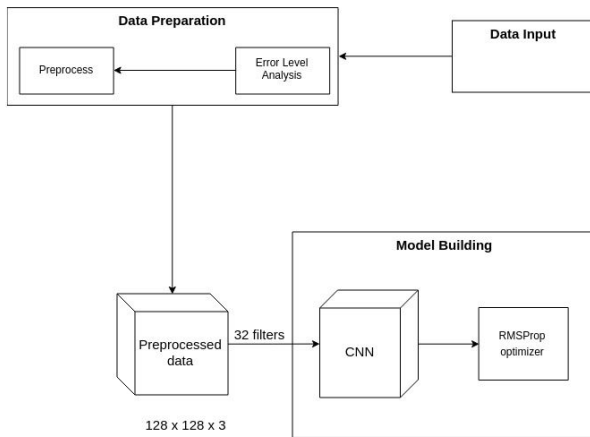 Data Preparation
Data Input
Preprocess
Error Level
Analysis
Model Building
32 filters
Preprocessed
data
CNN
RMSProp
optimizer
128 x 128 x 3